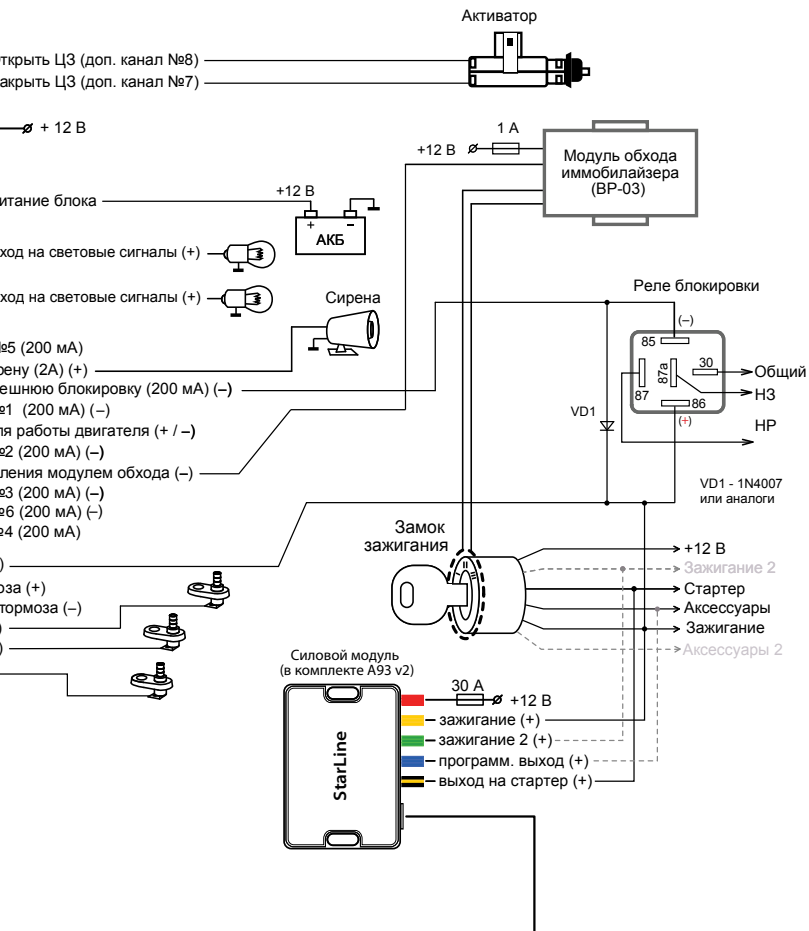 Активатор
ткрыть ЦЗ (доп. канал №8)
акрыть ЦЗ (доп. канал №7)
+ 12 В
1 А
+12 В
Модуль обхода
иммобилайзера
(BP-03)
итание блока
+12 В
+ −
АКБ
ход на световые сигналы (+)
ход на световые сигналы (+)
Сирена
Реле блокировки
№5 (200 мА)
рену (2А) (+)
ешнюю блокировку (200 мА) (–)
№1 (200 мА) (–)
ля работы двигателя (+ / –)
№2 (200 мА) (–)
ления модулем обхода (–)
№3 (200 мА) (–)
№6 (200 мА) (–)
№4 (200 мА)
(–)
85
87а
30
87
86
(+)
Общий
НЗ
НР
VD1
VD1 - 1N4007
или аналоги
)
оза (+)
тормоза (–)
)
)
Замок
зажигания
I II III
+12 В
Зажигание 2
Стартер
Аксессуары
Зажигание
Аксессуары 2
Силовой модуль
(в комплекте А93 v2)
StarLine
30 А
+12 В
зажигание (+)
зажигание 2 (+)
программ. выход (+)
выход на стартер (+)